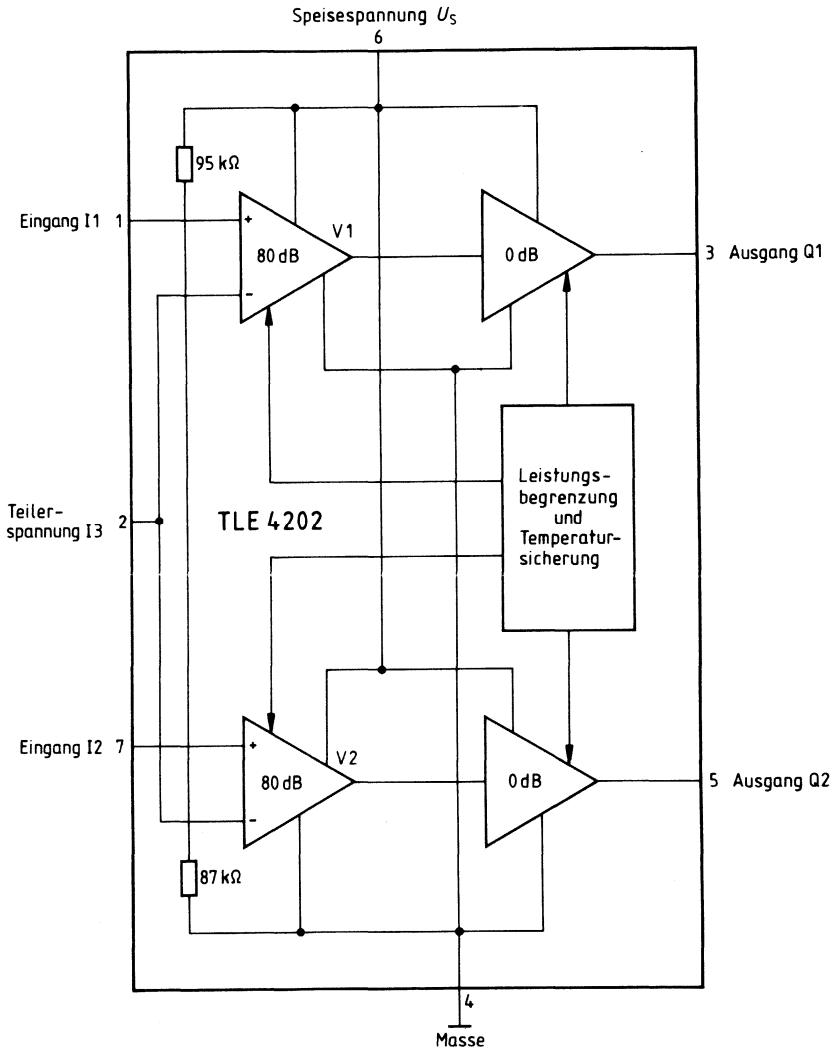 Speisespannung U_S
6
95 kΩ
Eingang I1 1
+
V1
80 dB
0 dB
3 Ausgang Q1
-
Leistungs-
begrenzung
und
Temperatur-
sicherung
Teiler-
spannung I3
2
TLE 4202
Eingang I2 7
+
V2
80 dB
0 dB
5 Ausgang Q2
-
87 kΩ
4
Masse